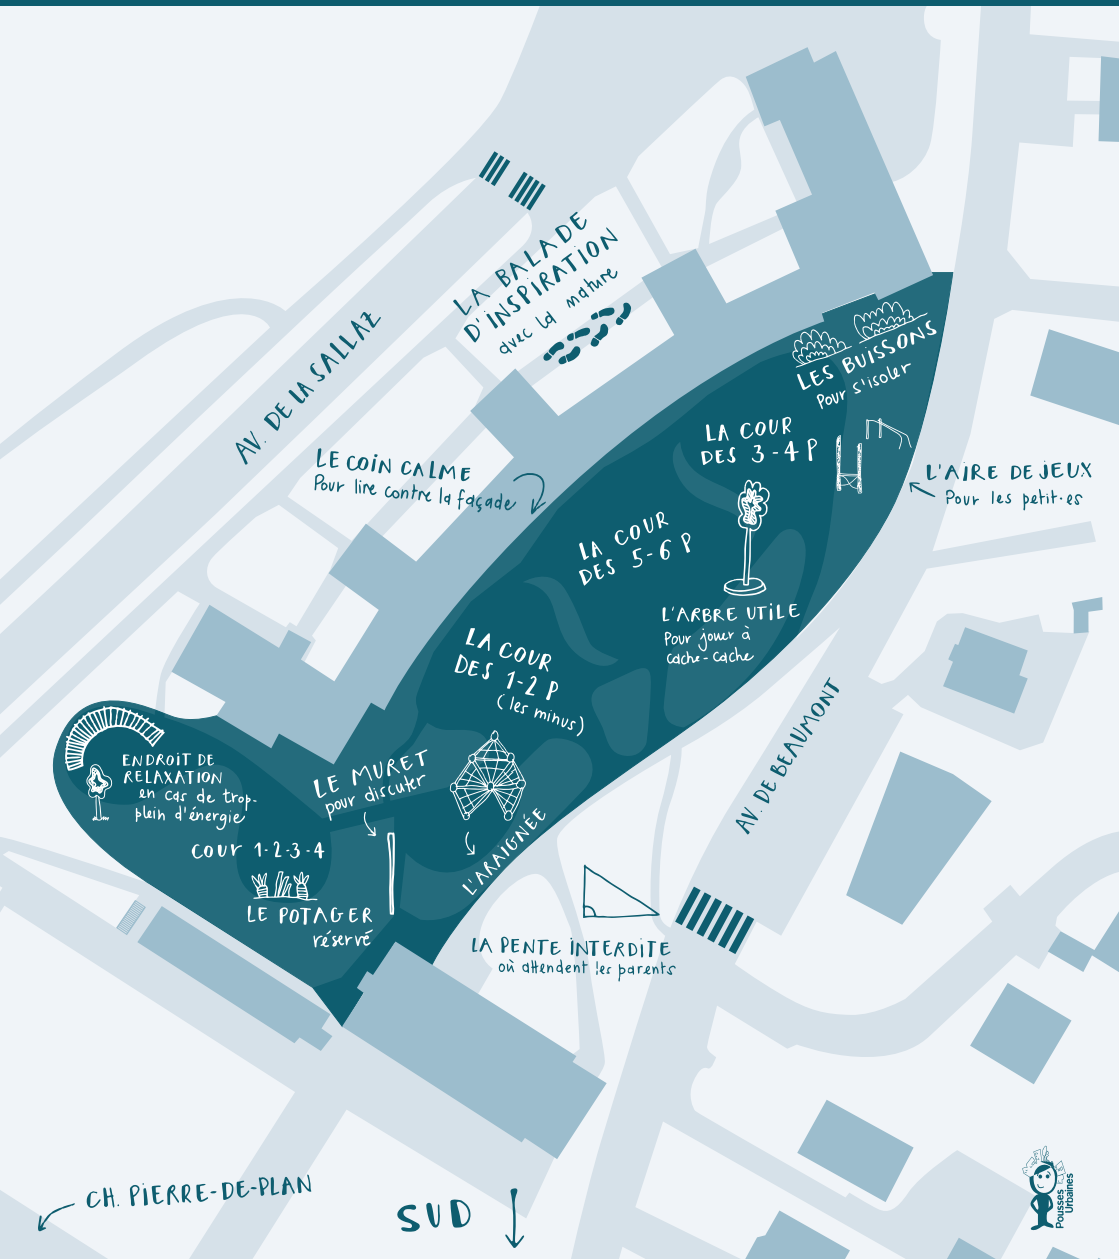 LA BALADE
D'INSPIRATION
avec la nature
AV. DE LA SALLAZ
LES BUISSONS
Pour s'isoler
LA COUR
DES 3-4 P
LE COIN CALME
Pour lire contre la façade
L'AIRE DE JEUX
Pour les petit·es
LA COUR
DES 5-6 P
L'ARBRE UTILE
Pour jouer à
cache-cache
LA COUR
DES 1-2 P
(les minus)
AV. DE BEAUMONT
ENDROIT DE
RELAXATION
en cas de trop-
plein d'énergie
LE MURET
pour discuter
L'ARAIGNÉE
COUR 1-2-3-4
LE POTAGER
réservé
LA PENTE INTERDITE
où attendent les parents
CH. PIERRE-DE-PLAN
SUD
Pousses
Urbaines